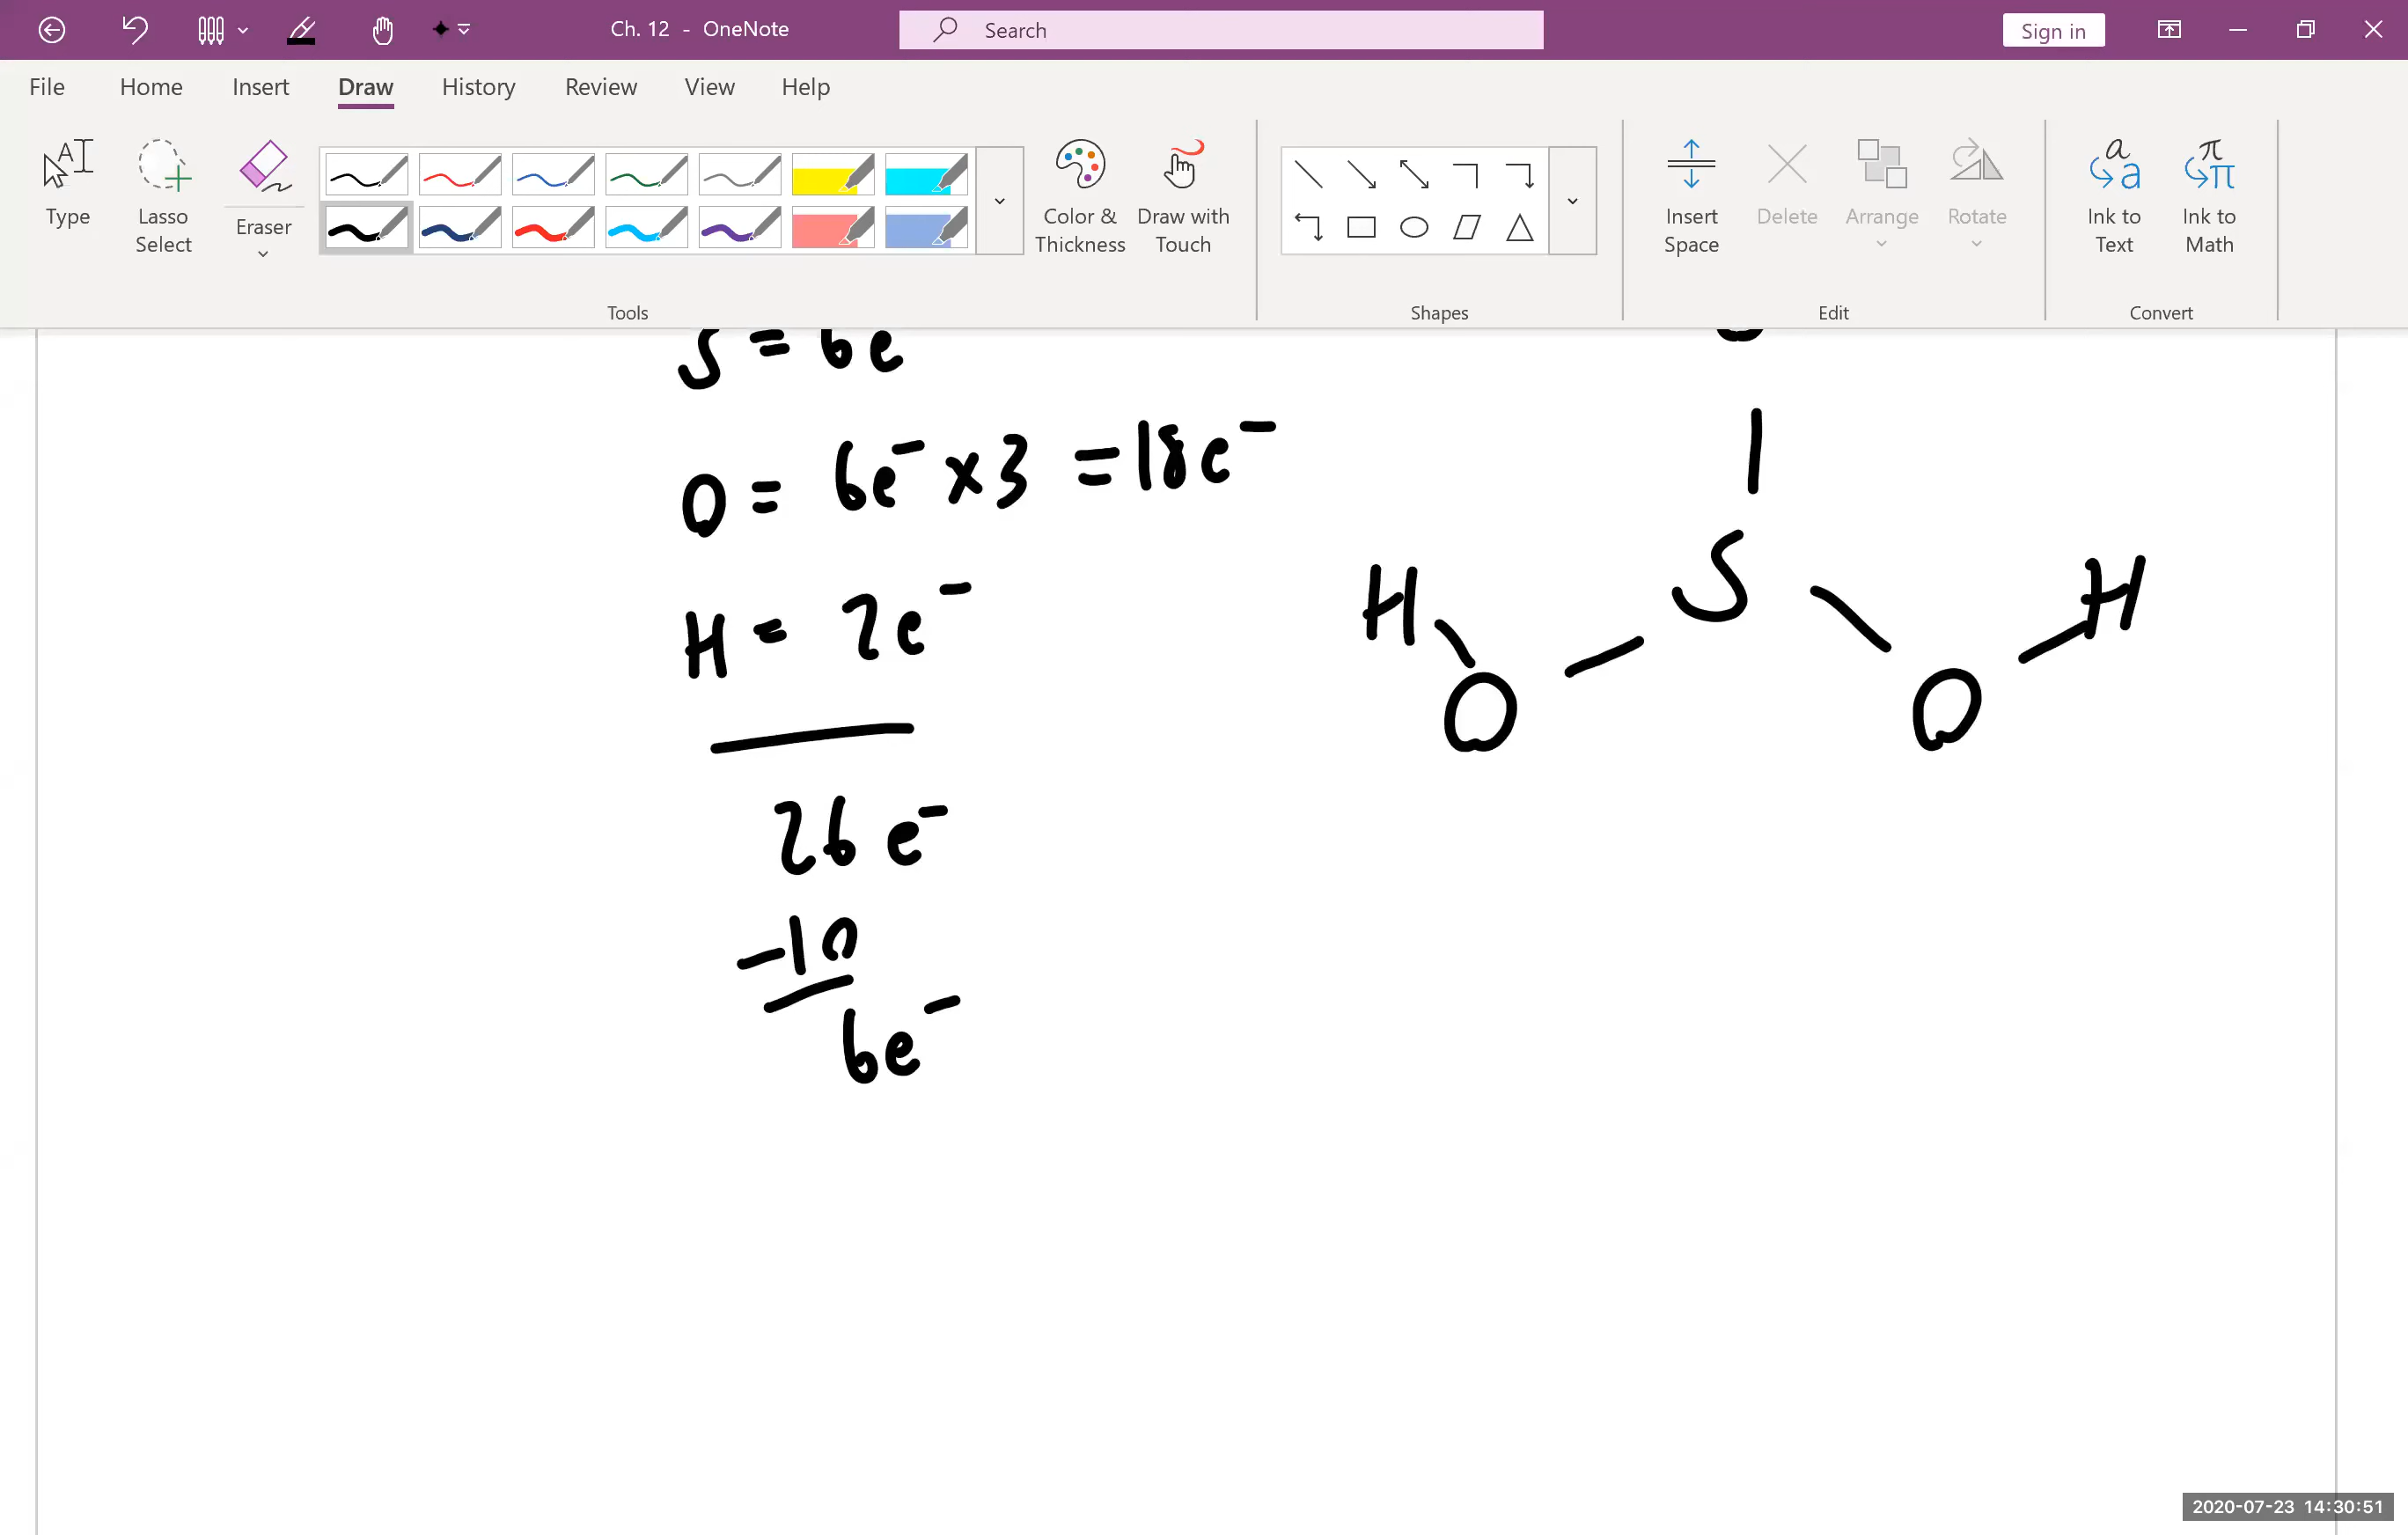 Ch. 12 - OneNote
Search
Sign in
File Home Insert Draw History Review View Help
Type
Lasso Select
Eraser
Color & Thickness
Draw with Touch
Insert Space
Delete
Arrange
Rotate
Ink to Text
Ink to Math
Tools
Shapes
Edit
Convert
S = 6e
O = 6e⁻ × 3 = 18e⁻
H = 2e⁻
26 e⁻
-10
6e⁻
S
H H
O O
2020-07-23 14:30:51